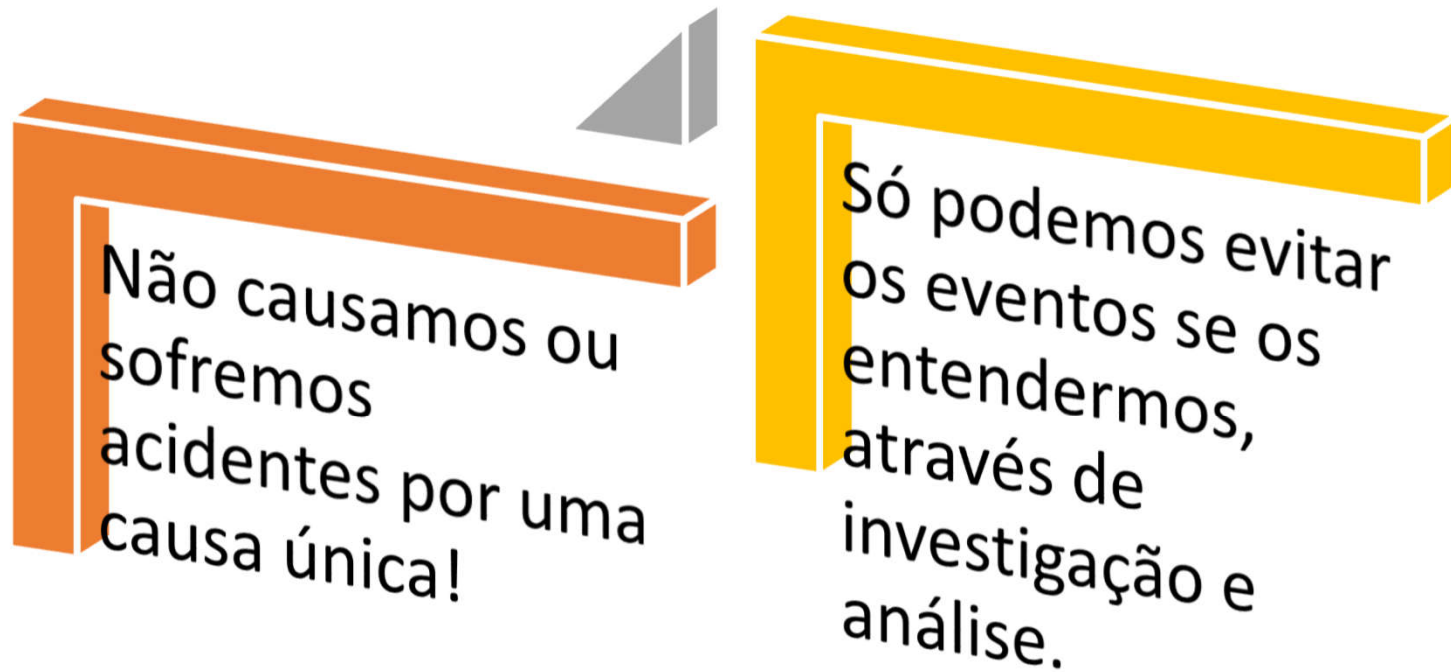 Não causamos ou
sofremos
acidentes por uma
causa única!
Só podemos evitar
os eventos se os
entendermos,
através de
investigação e
análise.